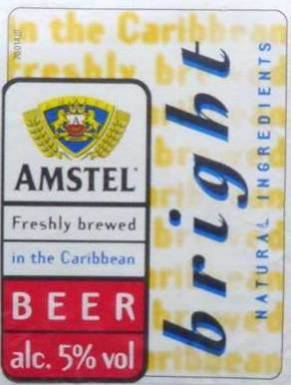 in the Caribbean
freshly brewed
AMSTEL
Freshly brewed
in the Caribbean
BEER
alc. 5% vol
bright
NATURAL INGREDIENTS